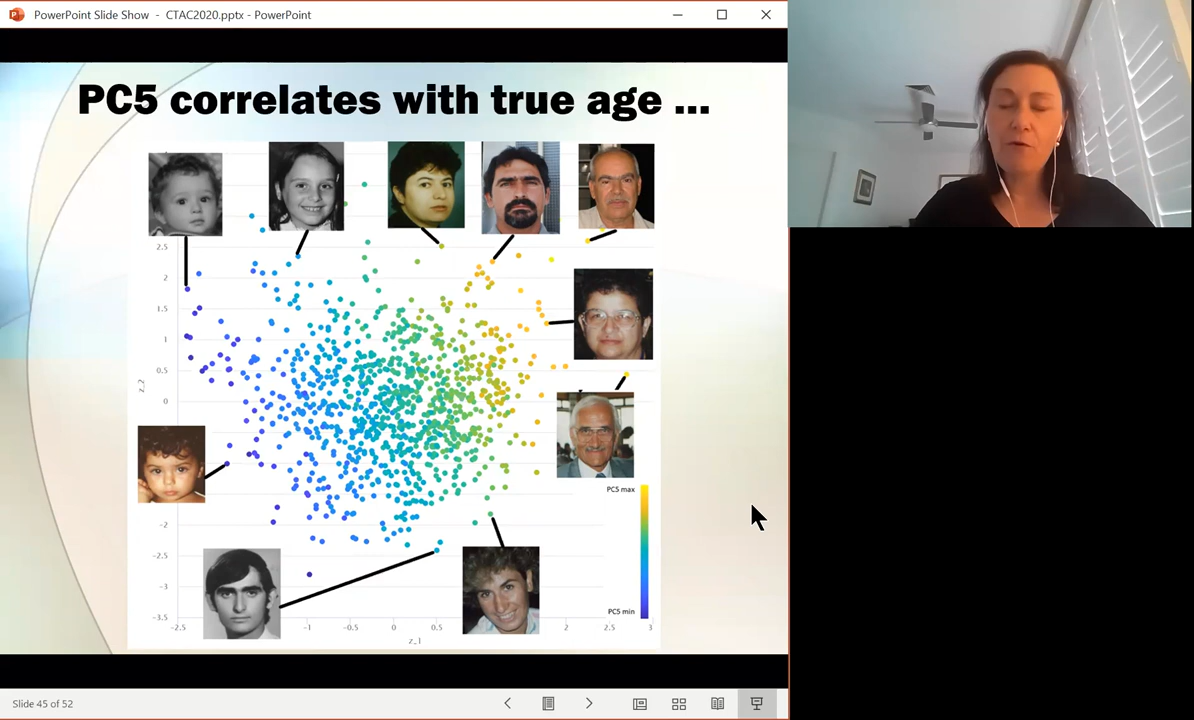 PowerPoint Slide Show - CTAC2020.pptx - PowerPoint
PC5 correlates with true age ...
2.5
2
1.5
1
0.5
0
z_2
-2
-2.5
-3
-3.5
-2.5
-1
-0.5
0
0.5
2
2.5
3
z_1
PC5 max
PC5 min
Slide 45 of 52